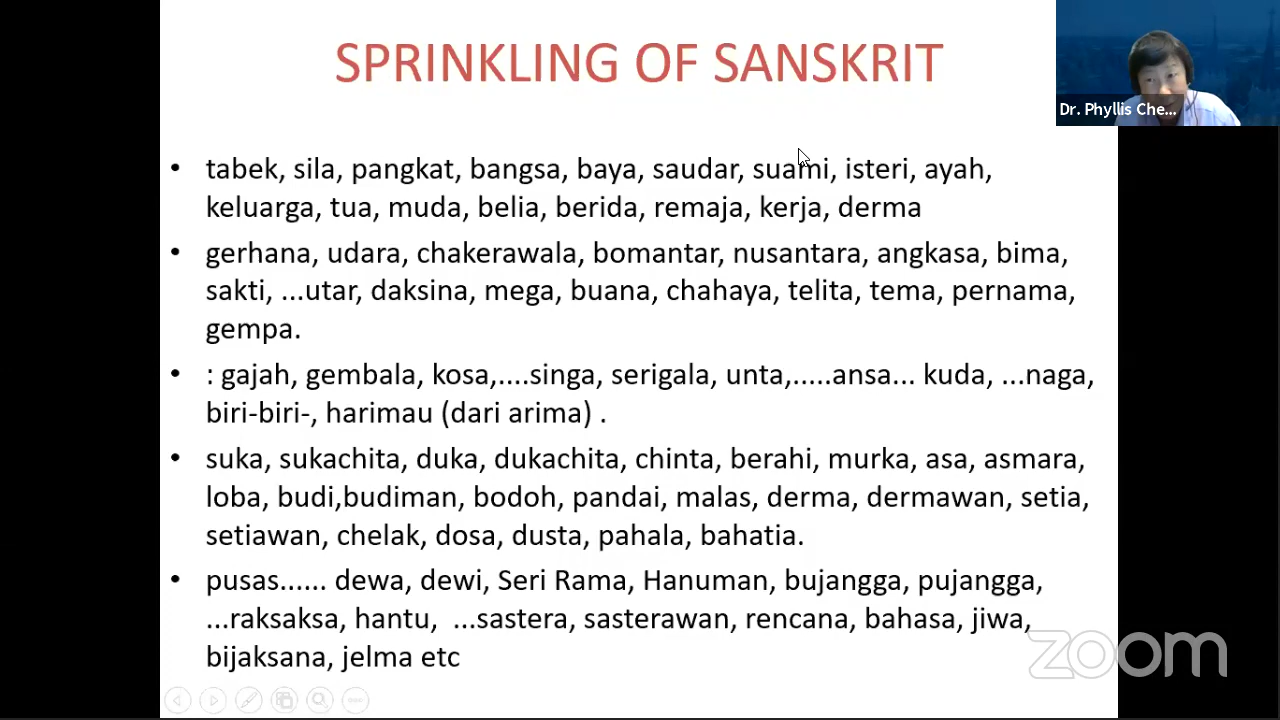 SPRINKLING OF SANSKRIT
Dr. Phyllis Che...
• tabek, sila, pangkat, bangsa, baya, saudar, suami, isteri, ayah,
keluarga, tua, muda, belia, berida, remaja, kerja, derma
• gerhana, udara, chakerawala, bomantar, nusantara, angkasa, bima,
sakti, ...utar, daksina, mega, buana, chahaya, telita, tema, pernama,
gempa.
• : gajah, gembala, kosa,....singa, serigala, unta,.....ansa... kuda, ...naga,
biri-biri-, harimau (dari arima) .
• suka, sukachita, duka, dukachita, chinta, berahi, murka, asa, asmara,
loba, budi,budiman, bodoh, pandai, malas, derma, dermawan, setia,
setiawan, chelak, dosa, dusta, pahala, bahatia.
• pusas...... dewa, dewi, Seri Rama, Hanuman, bujangga, pujangga,
...raksaksa, hantu, ...sastera, sasterawan, rencana, bahasa, jiwa,
bijaksana, jelma etc
zoom